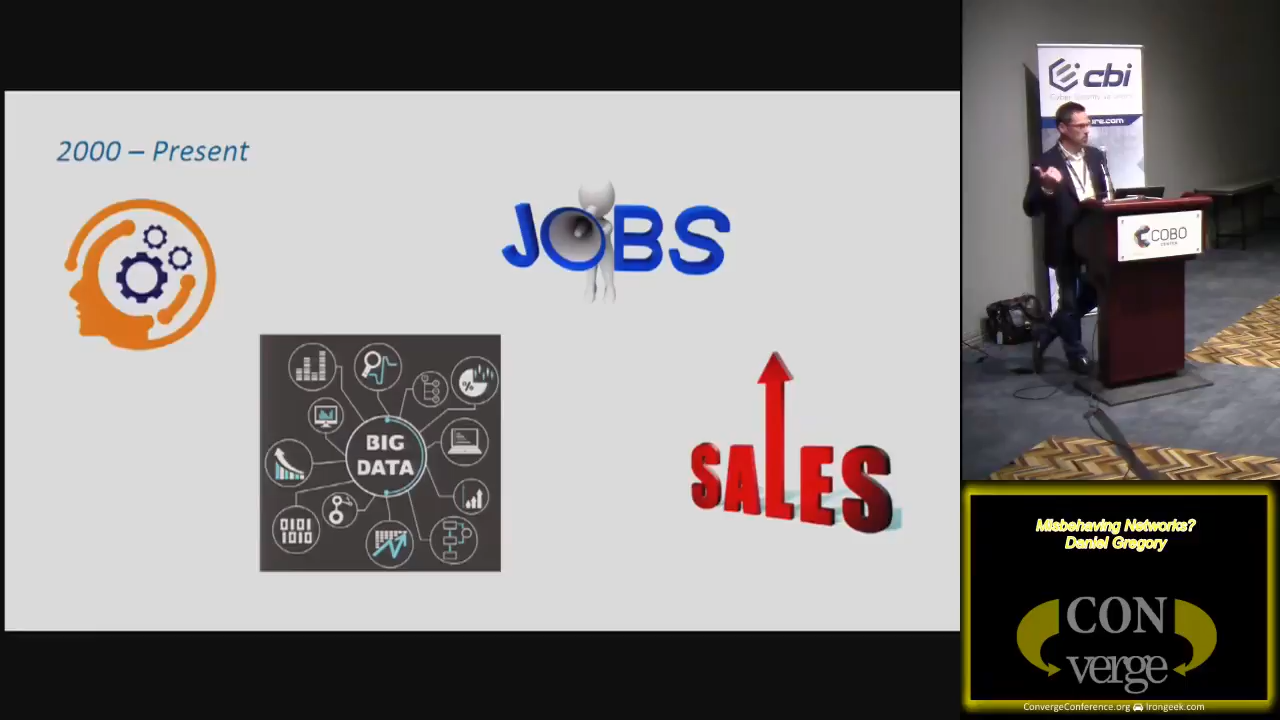 2000 – Present
JOBS
BIG
DATA
%
0101
1010
SALES
cbi
COBO
CENTER
Misbehaving Networks?
Daniel Gregory
CON
verge
ConvergeConference.org Irongeek.com